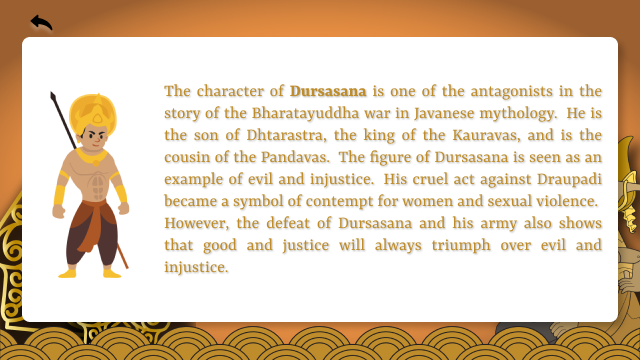 The character of Dursasana is one of the antagonists in the
story of the Bharatayuddha war in Javanese mythology. He is
the son of Dhtarastra, the king of the Kauravas, and is the
cousin of the Pandavas. The figure of Dursasana is seen as an
example of evil and injustice. His cruel act against Draupadi
became a symbol of contempt for women and sexual violence.
However, the defeat of Dursasana and his army also shows
that good and justice will always triumph over evil and
injustice.